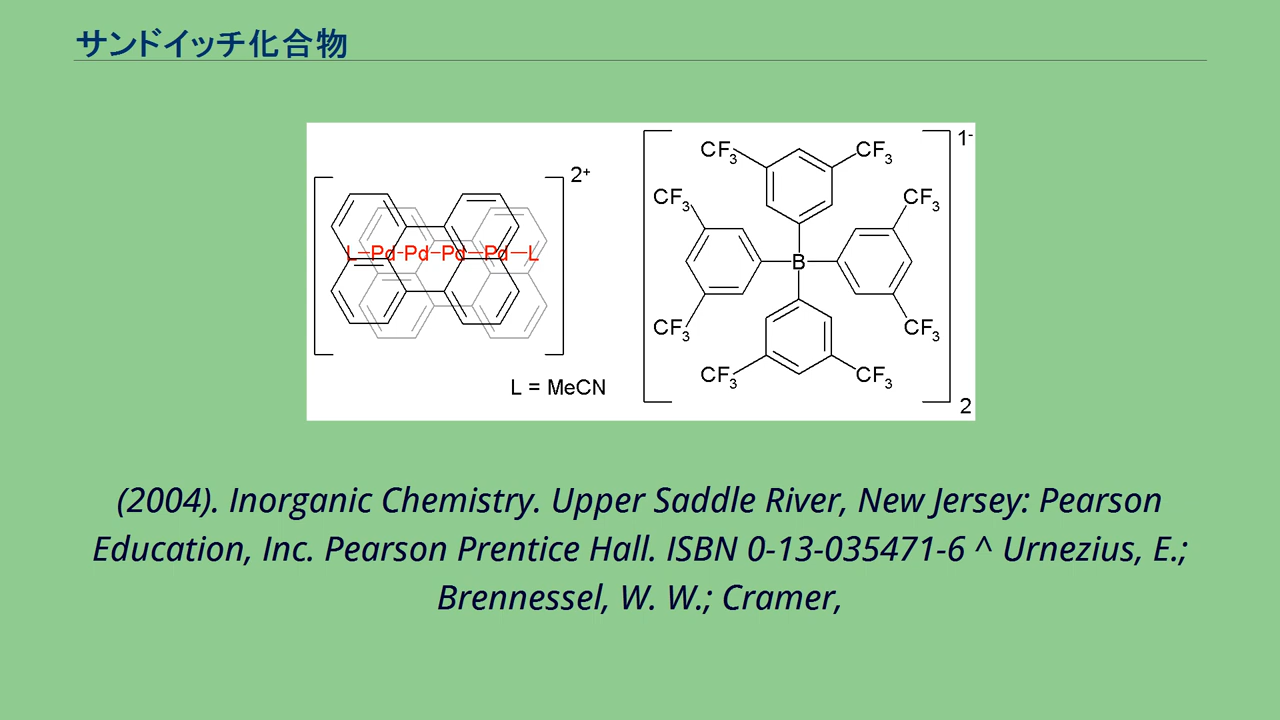 サンドイッチ化合物
2+
L-Pd-Pd-Pd-Pd-L
L = MeCN
1-
CF3 CF3
CF3 CF3
B
CF3 CF3
CF3 CF3
2
(2004). Inorganic Chemistry. Upper Saddle River, New Jersey: Pearson
Education, Inc. Pearson Prentice Hall. ISBN 0-13-035471-6 ^ Urnezius, E.;
Brennessel, W. W.; Cramer,